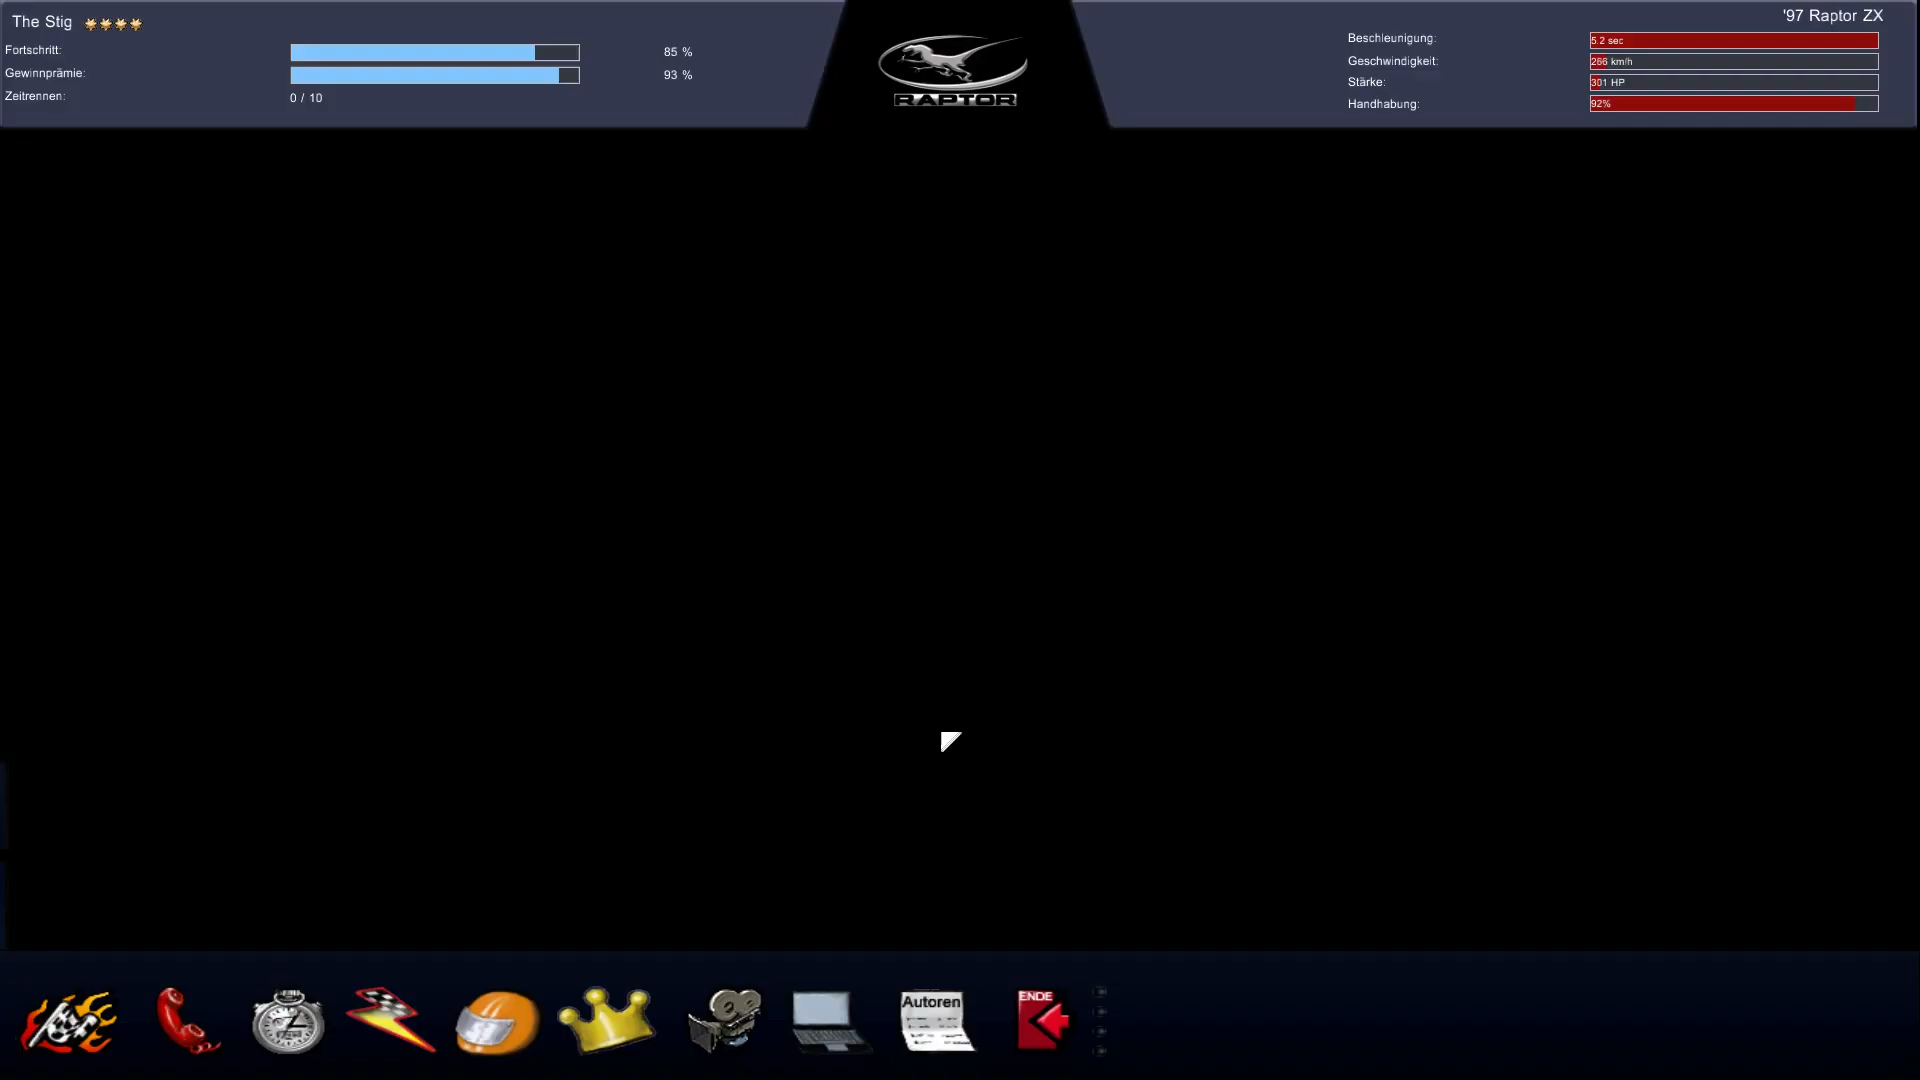 The Stig
Fortschritt:
85 %
Gewinnprämie:
93 %
Zeitrennen:
0 / 10
RAPTOR
'97 Raptor ZX
Beschleunigung:
5.2 sec
Geschwindigkeit:
266 km/h
Stärke:
301 HP
Handhabung:
92%
Autoren
ENDE